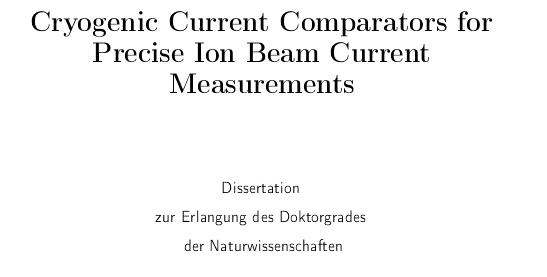 Cryogenic Current Comparators for
Precise Ion Beam Current
Measurements
Dissertation
zur Erlangung des Doktorgrades
der Naturwissenschaften